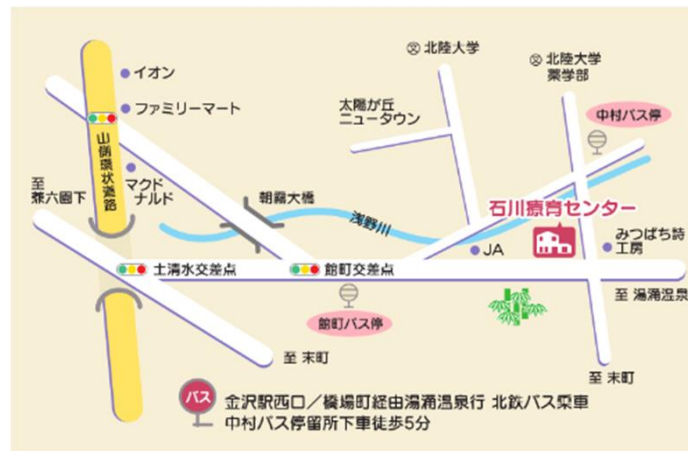 北陸大学
北陸大学
薬学部
イオン
ファミリーマート
太陽が丘
ニュータウン
中村バス停
山側環状道路
至
兼六園下
マクド
ナルド
朝霧大橋
浅野川
石川療育センター
みつばち詩
工房
JA
土清水交差点
館町交差点
至 湯涌温泉
館町バス停
至 末町
至 末町
バス
金沢駅西口／橋場町経由湯涌温泉行 北鉄バス乗車
中村バス停留所下車徒歩5分